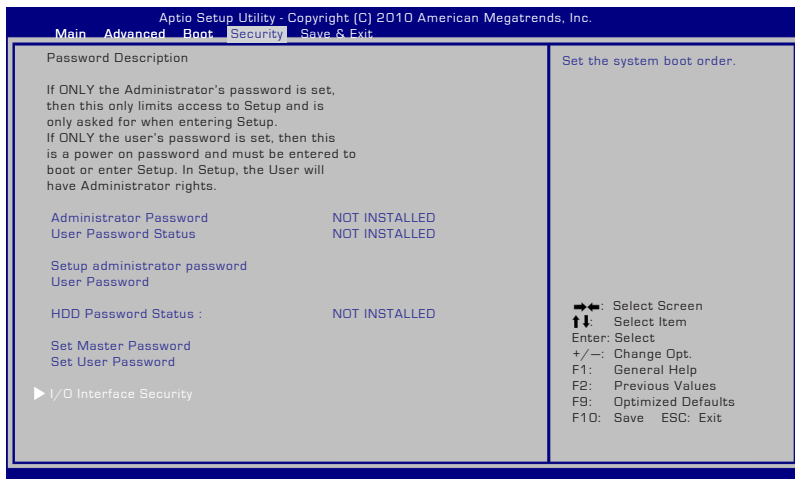 Aptio Setup Utility - Copyright (C) 2010 American Megatrends, Inc.
Main Advanced Boot Security Save & Exit
Password Description
If ONLY the Administrator's password is set,
then this only limits access to Setup and is
only asked for when entering Setup.
If ONLY the user's password is set, then this
is a power on password and must be entered to
boot or enter Setup. In Setup, the User will
have Administrator rights.
Administrator Password NOT INSTALLED
User Password Status NOT INSTALLED
Setup administrator password
User Password
HDD Password Status : NOT INSTALLED
Set Master Password
Set User Password
I/O Interface Security
Set the system boot order.
→←: Select Screen
↑↓: Select Item
Enter: Select
+/—: Change Opt.
F1: General Help
F2: Previous Values
F9: Optimized Defaults
F10: Save ESC: Exit